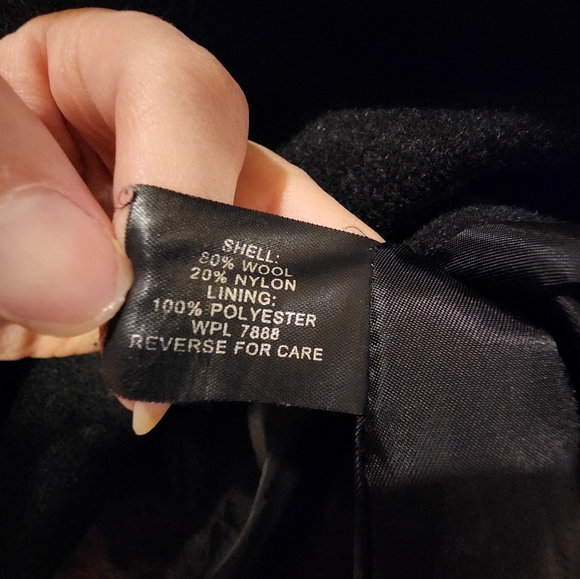 SHELL:
80% WOOL
20% NYLON
LINING:
100% POLYESTER
WPL 7888
REVERSE FOR CARE